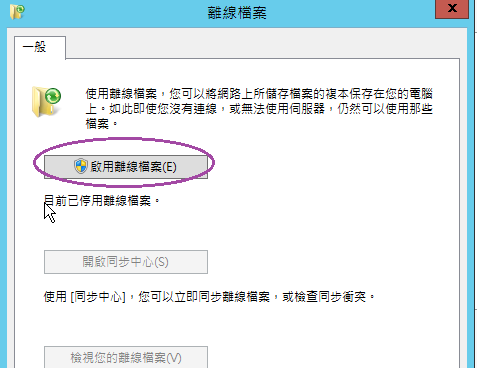 離線檔案
x
一般
使用離線檔案，您可以將網路上所儲存檔案的複本保存在您的電腦
上。如此即使您沒有連線，或無法使用伺服器，仍然可以使用那些
檔案。
啟用離線檔案(E)
目前已停用離線檔案。
開啟同步中心(S)
使用 [同步中心]，您可以立即同步離線檔案，或檢查同步衝突。
檢視您的離線檔案(V)